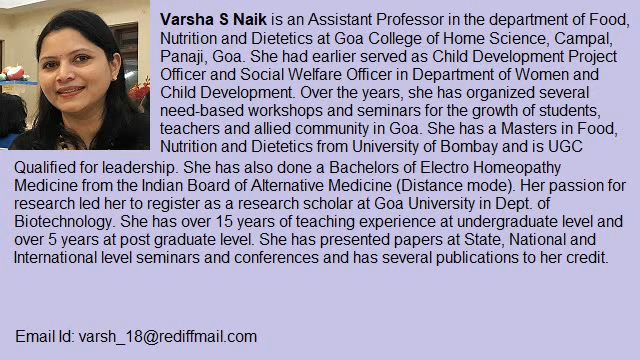 Varsha S Naik is an Assistant Professor in the department of Food,
Nutrition and Dietetics at Goa College of Home Science, Campal,
Panaji, Goa. She had earlier served as Child Development Project
Officer and Social Welfare Officer in Department of Women and
Child Development. Over the years, she has organized several
need-based workshops and seminars for the growth of students,
teachers and allied community in Goa. She has a Masters in Food,
Nutrition and Dietetics from University of Bombay and is UGC
Qualified for leadership. She has also done a Bachelors of Electro Homeopathy
Medicine from the Indian Board of Alternative Medicine (Distance mode). Her passion for
research led her to register as a research scholar at Goa University in Dept. of
Biotechnology. She has over 15 years of teaching experience at undergraduate level and
over 5 years at post graduate level. She has presented papers at State, National and
International level seminars and conferences and has several publications to her credit.
Email Id: varsh_18@rediffmail.com